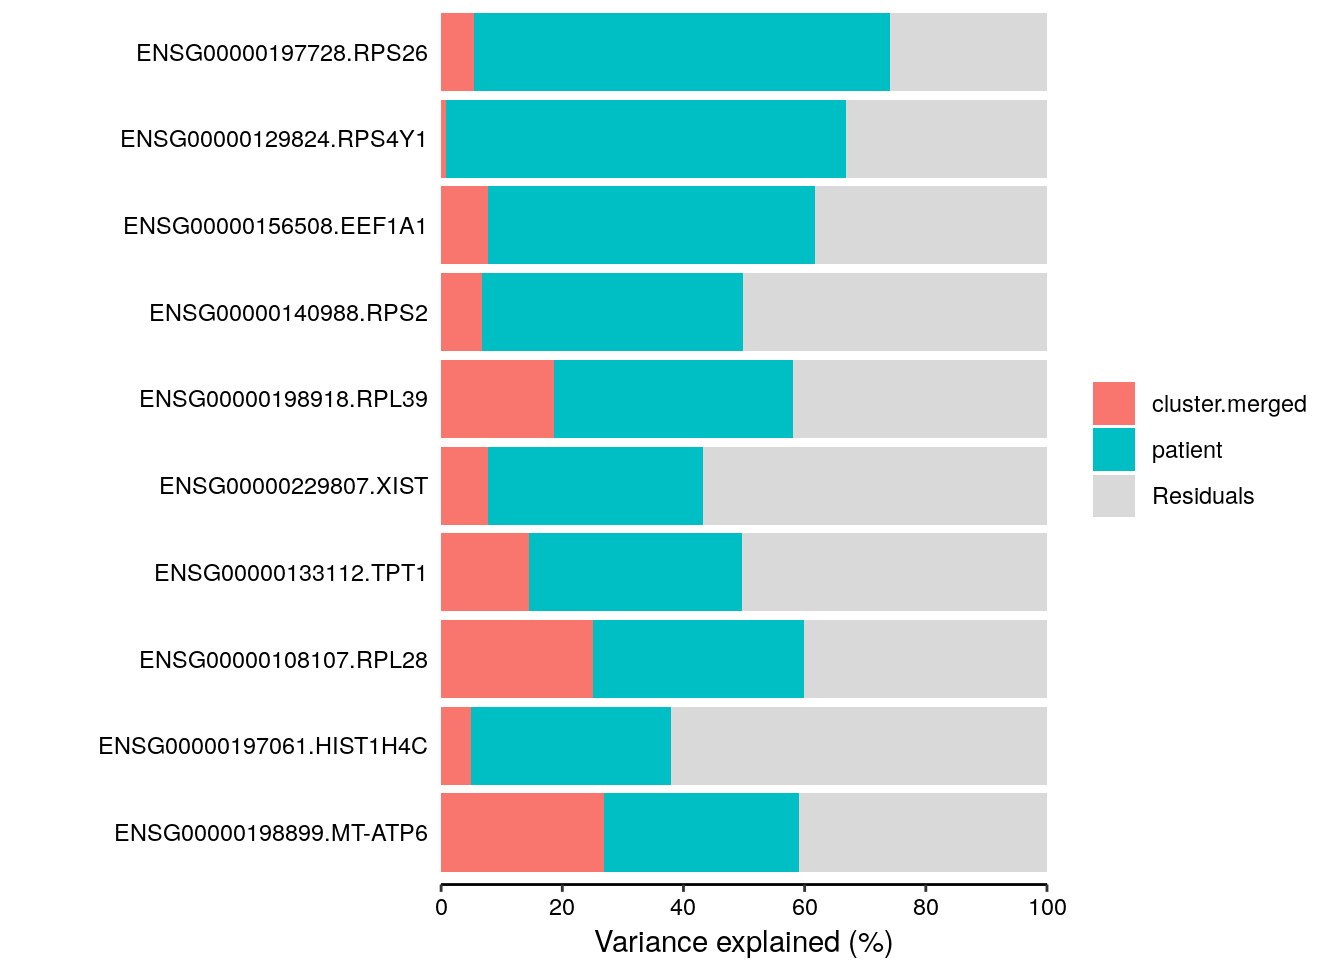 ENSG00000197728.RPS26
ENSG00000129824.RPS4Y1
ENSG00000156508.EEF1A1
ENSG00000140988.RPS2
ENSG00000198918.RPL39
ENSG00000229807.XIST
ENSG00000133112.TPT1
ENSG00000108107.RPL28
ENSG00000197061.HIST1H4C
ENSG00000198899.MT-ATP6
cluster.merged
patient
Residuals
0 20 40 60 80 100
Variance explained (%)